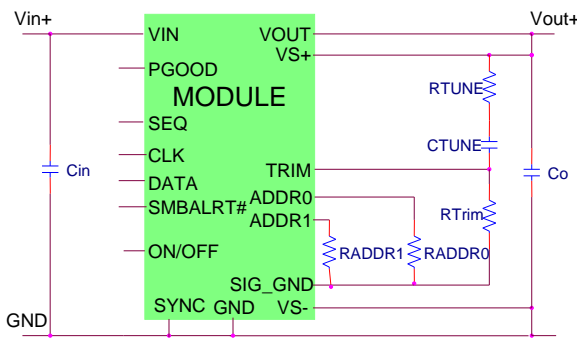 Vin+
Vout+
VIN
VOUT
VS+
PGOOD
RTUNE
MODULE
SEQ
CTUNE
CLK
TRIM
Cin
Co
DATA
ADDR0
SMBALRT#
ADDR1
RTrim
ON/OFF
RADDR1
RADDR0
SIG_GND
SYNC
GND
VS-
GND